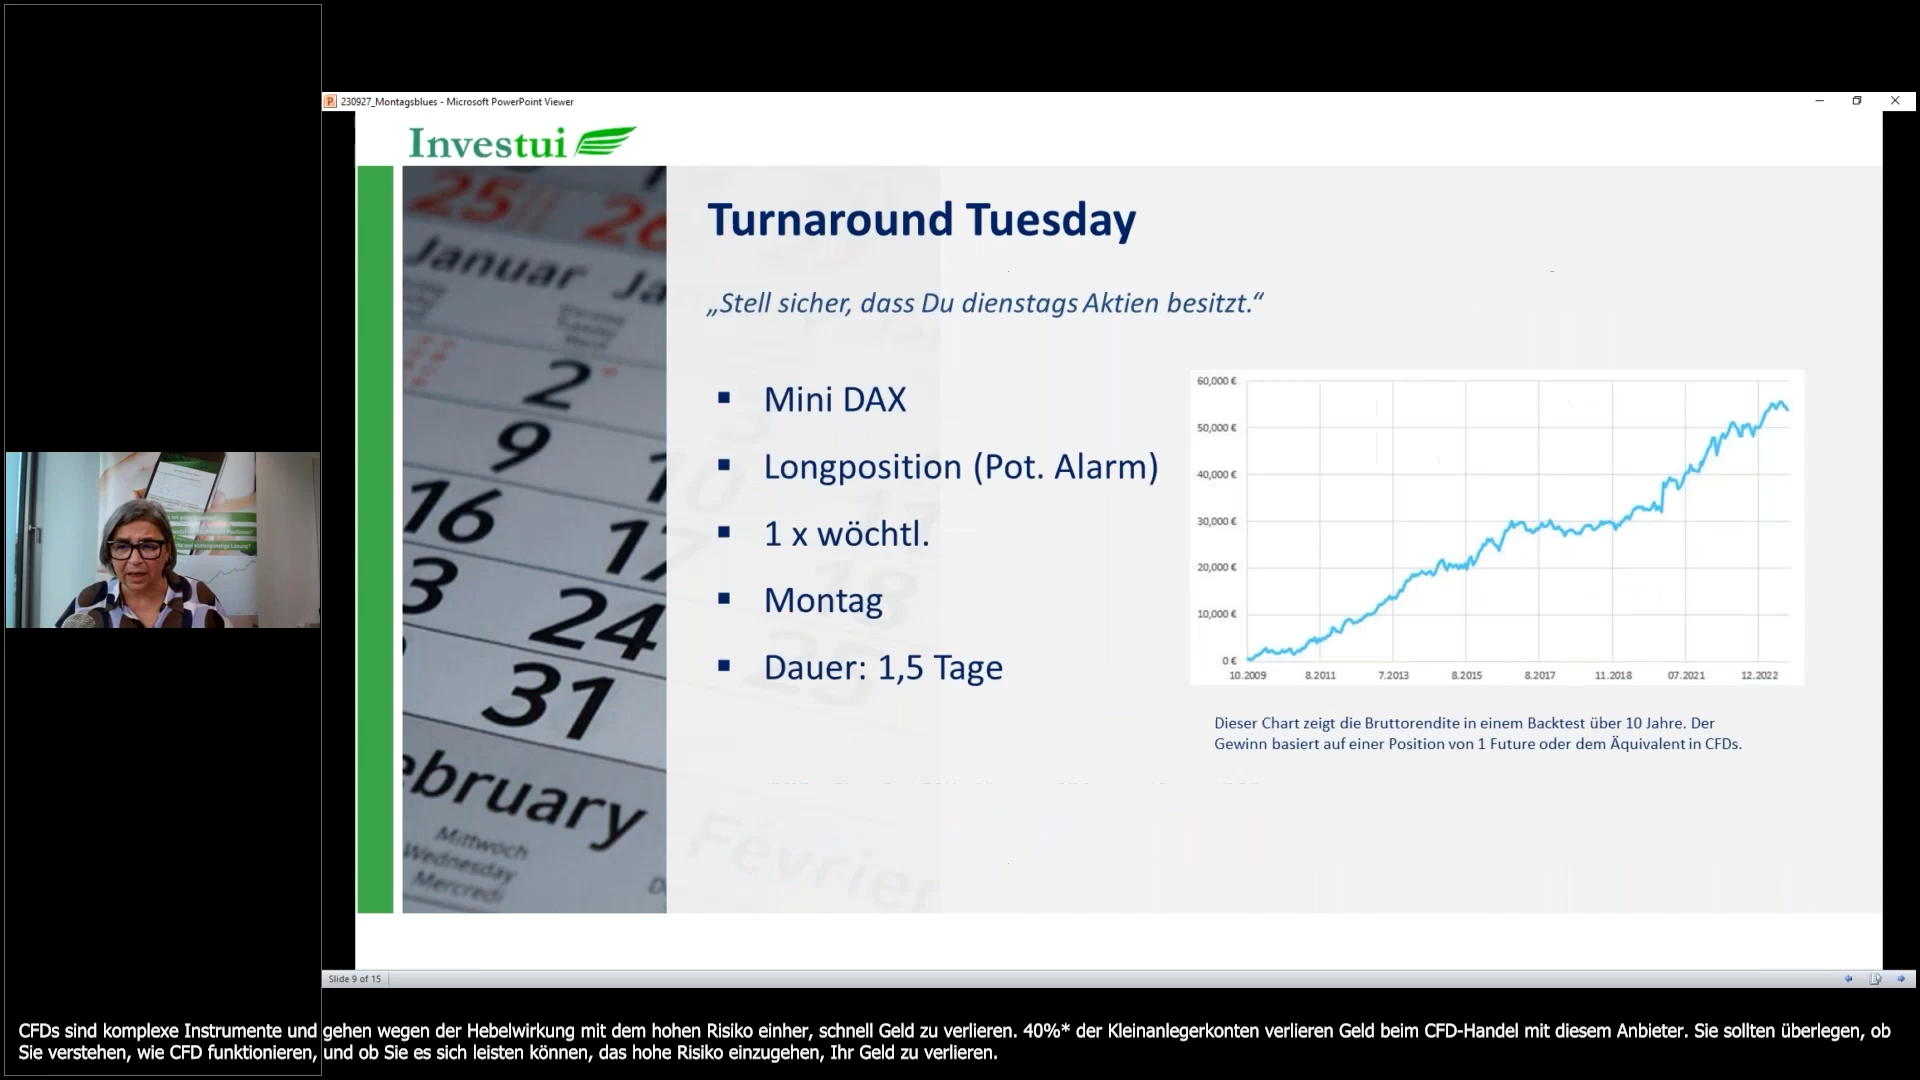 230927_Montagsblues - Microsoft PowerPoint Viewer
Investui
25
26
Januar Ja
2
9
16
17
3
24
31
ebruary
Mittwoch
Wednesday
Mercredi
Février
Turnaround Tuesday
„Stell sicher, dass Du dienstags Aktien besitzt.“
▪ Mini DAX
▪ Longposition (Pot. Alarm)
▪ 1 x wöchtl.
▪ Montag
▪ Dauer: 1,5 Tage
60,000 €
50,000 €
40,000 €
30,000 €
20,000 €
10,000 €
0 €
10.2009 8.2011 7.2013 8.2015 8.2017 11.2018 07.2021 12.2022
Dieser Chart zeigt die Bruttorendite in einem Backtest über 10 Jahre. Der
Gewinn basiert auf einer Position von 1 Future oder dem Äquivalent in CFDs.
Slide 9 of 15
CFDs sind komplexe Instrumente und gehen wegen der Hebelwirkung mit dem hohen Risiko einher, schnell Geld zu verlieren. 40%* der Kleinanlegerkonten verlieren Geld beim CFD-Handel mit diesem Anbieter. Sie sollten überlegen, ob
Sie verstehen, wie CFD funktionieren, und ob Sie es sich leisten können, das hohe Risiko einzugehen, Ihr Geld zu verlieren.